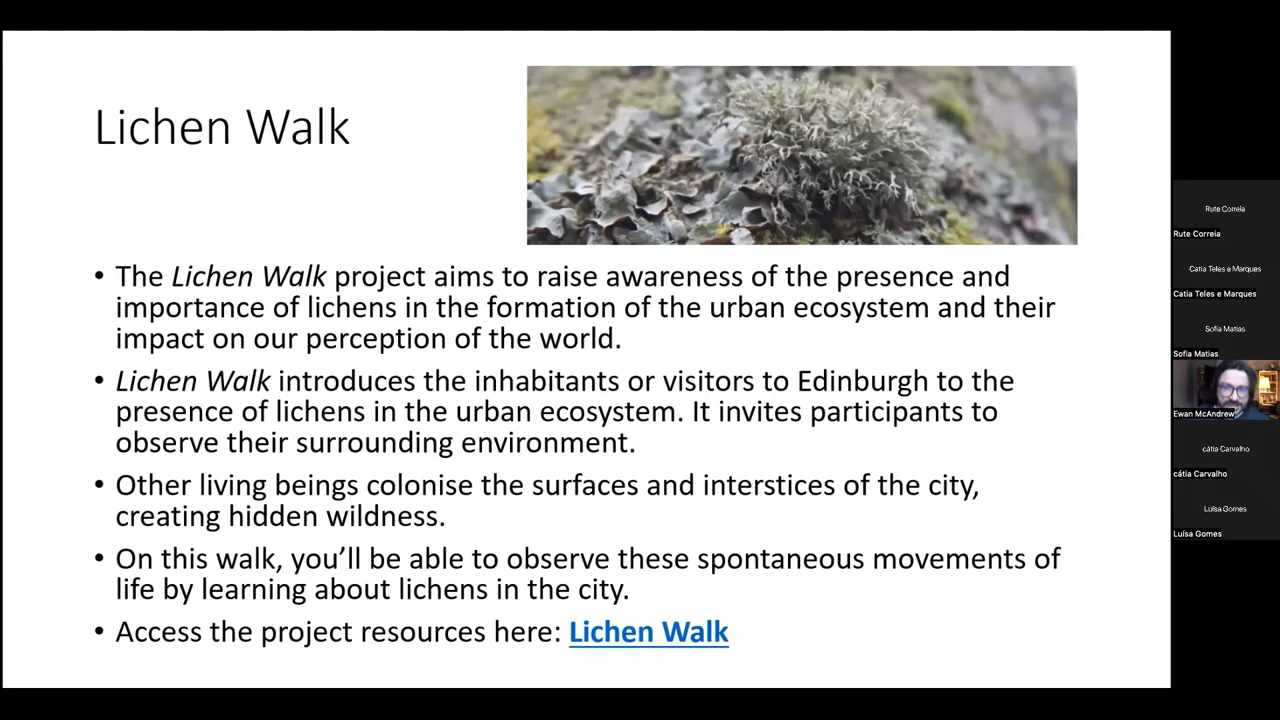 Lichen Walk
• The Lichen Walk project aims to raise awareness of the presence and
importance of lichens in the formation of the urban ecosystem and their
impact on our perception of the world.
• Lichen Walk introduces the inhabitants or visitors to Edinburgh to the
presence of lichens in the urban ecosystem. It invites participants to
observe their surrounding environment.
• Other living beings colonise the surfaces and interstices of the city,
creating hidden wildness.
• On this walk, you’ll be able to observe these spontaneous movements of
life by learning about lichens in the city.
• Access the project resources here: Lichen Walk
Rute Correia
Rute Correia
Catia Teles e Marques
Catia Teles e Marques
Sofia Matias
Sofia Matias
Ewan McAndrew
cátia Carvalho
cátia Carvalho
Luísa Gomes
Luísa Gomes